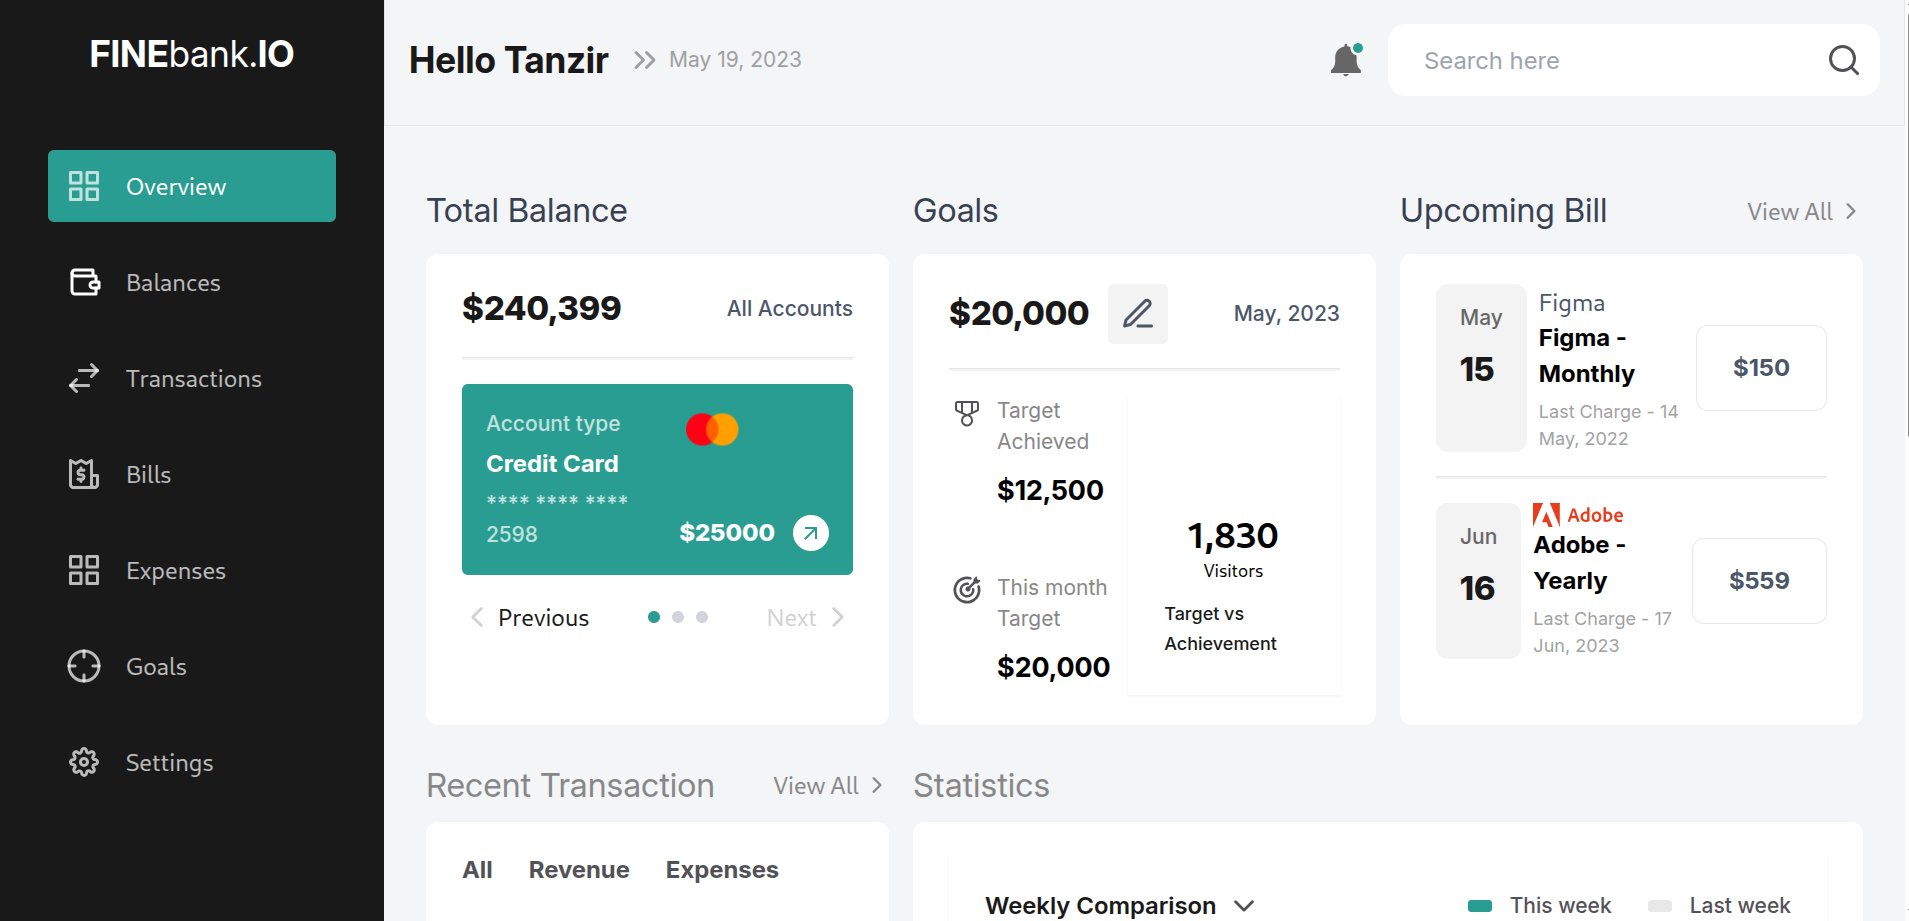 FINEbank.IO
Overview
Balances
Transactions
Bills
Expenses
Goals
Settings
Hello Tanzir
May 19, 2023
Search here
Total Balance
$240,399
All Accounts
Account type
Credit Card
**** **** ****
2598
$25000
Previous
Next
Goals
$20,000
May, 2023
Target
Achieved
$12,500
This month
Target
$20,000
1,830
Visitors
Target vs
Achievement
Upcoming Bill
View All
May
15
Figma
Figma -
Monthly
Last Charge - 14
May, 2022
$150
Jun
16
Adobe
Adobe -
Yearly
Last Charge - 17
Jun, 2023
$559
Recent Transaction
View All
All
Revenue
Expenses
Statistics
Weekly Comparison
This week
Last week